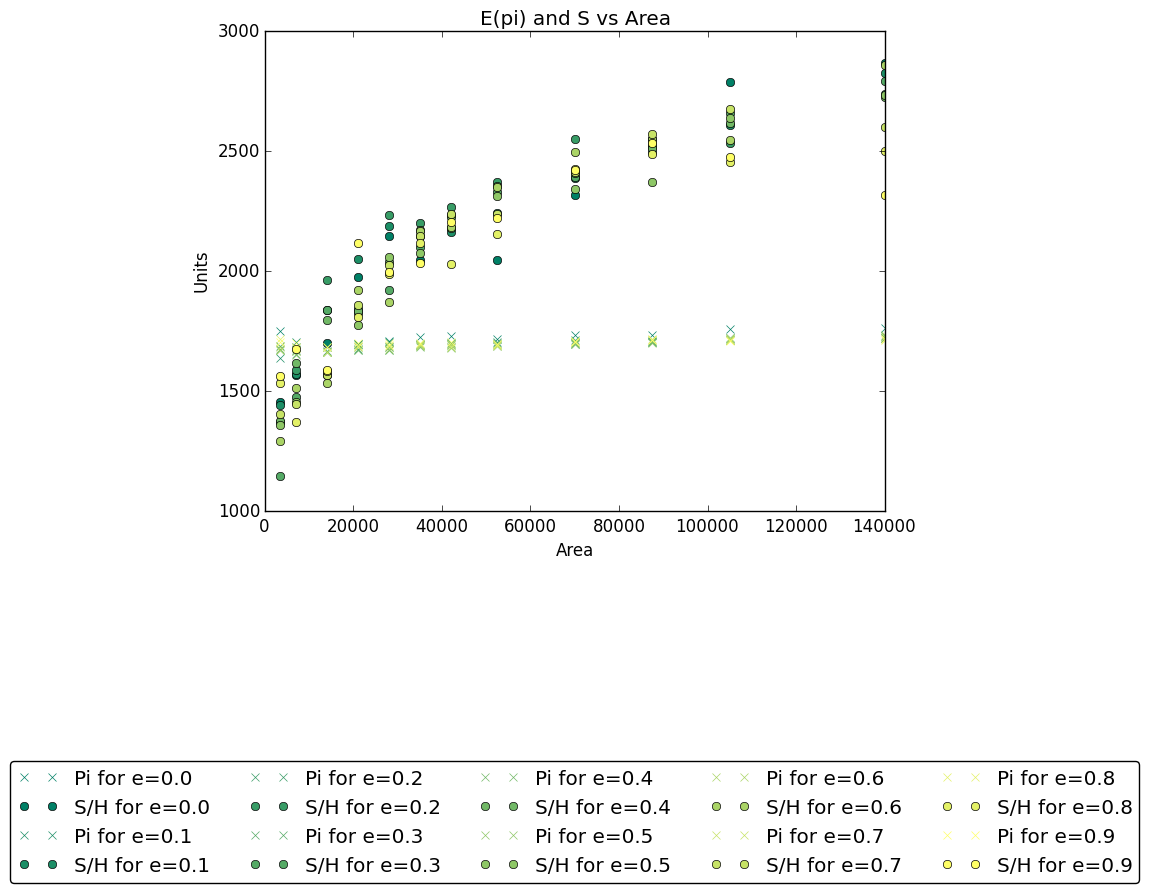 E(pi) and S vs Area
3000
2500
2000
1500
1000
Units
0 20000 40000 60000 80000 100000 120000 140000
Area
Pi for e=0.0 Pi for e=0.2 Pi for e=0.4 Pi for e=0.6 Pi for e=0.8
S/H for e=0.0 S/H for e=0.2 S/H for e=0.4 S/H for e=0.6 S/H for e=0.8
Pi for e=0.1 Pi for e=0.3 Pi for e=0.5 Pi for e=0.7 Pi for e=0.9
S/H for e=0.1 S/H for e=0.3 S/H for e=0.5 S/H for e=0.7 S/H for e=0.9